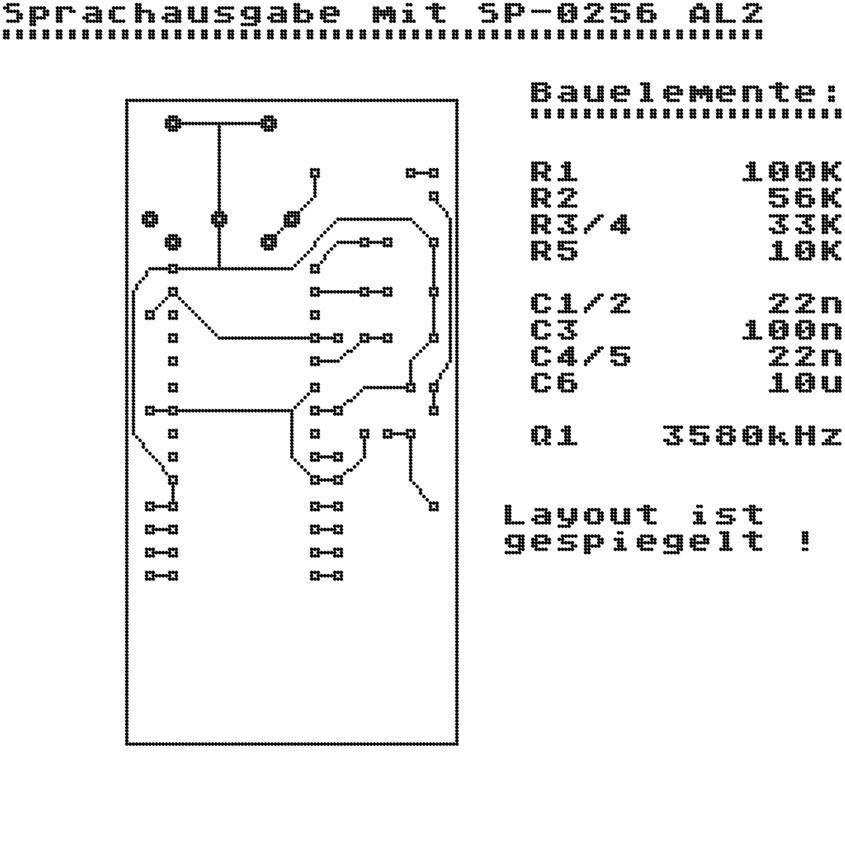 Sprachausgabe mit SP-0256 AL2
Bauelemente:
R1 100K
R2 56K
R3/4 33K
R5 10K
C1/2 22n
C3 100n
C4/5 22n
C6 10u
Q1 3580kHz
Layout ist
gespiegelt !